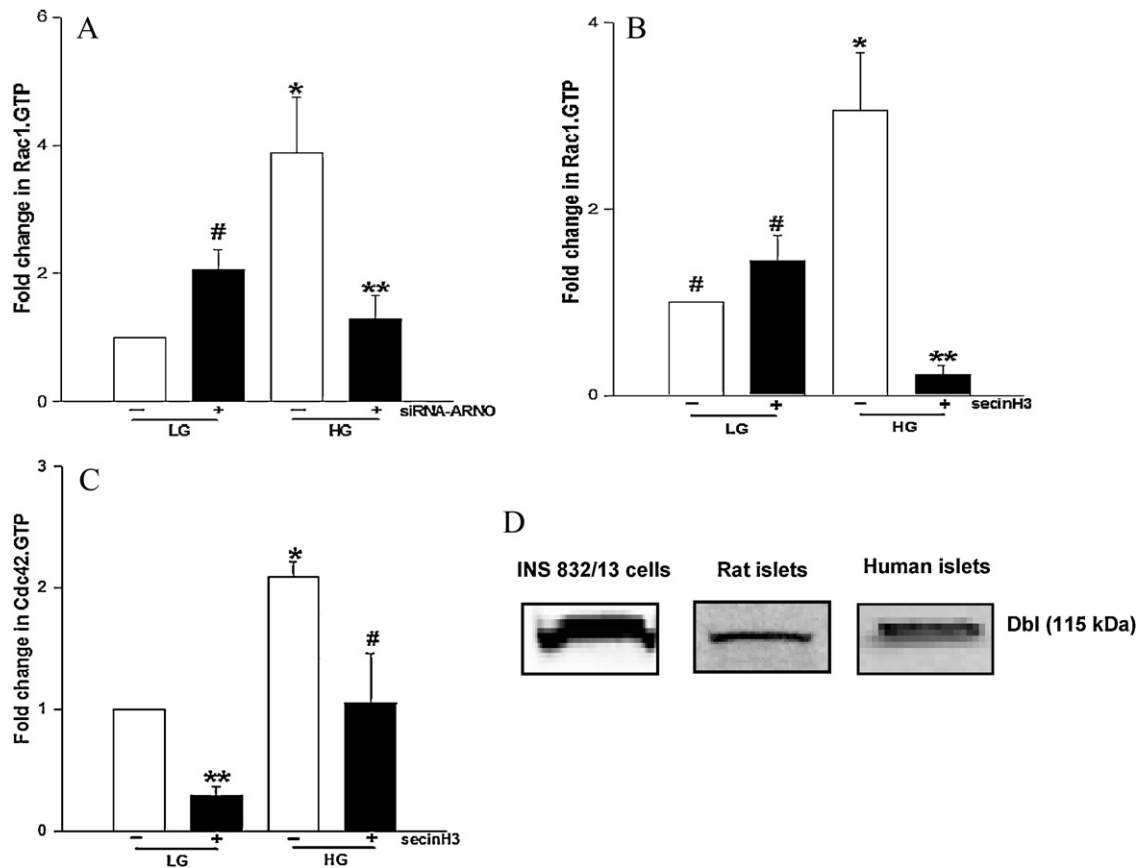 A
Fold change in Rac1.GTP
6
4
2
0
*
#
**
− + − + siRNA-ARNO
LG HG
B
Fold change in Rac1.GTP
4
2
0
*
#
#
**
− + − + secinH3
LG HG
C
Fold change in Cdc42.GTP
3
2
1
0
*
#
**
− + − + secinH3
LG HG
D
INS 832/13 cells Rat islets Human islets
Dbl (115 kDa)